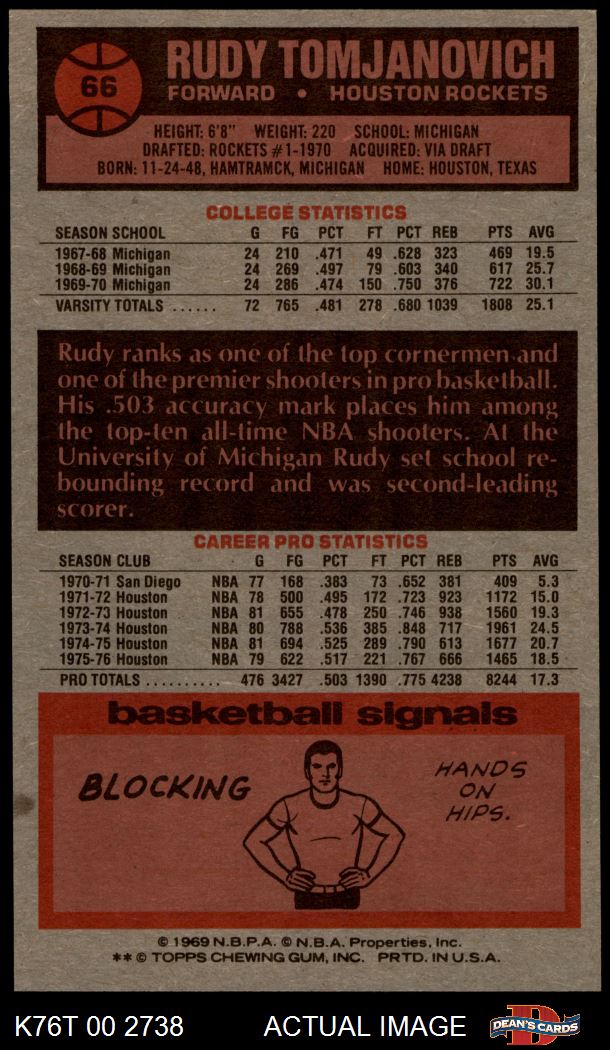 66
RUDY TOMJANOVICH
FORWARD • HOUSTON ROCKETS
HEIGHT: 6'8" WEIGHT: 220 SCHOOL: MICHIGAN
DRAFTED: ROCKETS #1-1970 ACQUIRED: VIA DRAFT
BORN: 11-24-48, HAMTRAMCK, MICHIGAN HOME: HOUSTON, TEXAS
COLLEGE STATISTICS
SEASON SCHOOL G FG PCT FT PCT REB PTS AVG
1967-68 Michigan 24 210 .471 49 .628 323 469 19.5
1968-69 Michigan 24 269 .497 79 .603 340 617 25.7
1969-70 Michigan 24 286 .474 150 .750 376 722 30.1
VARSITY TOTALS ...... 72 765 .481 278 .680 1039 1808 25.1
Rudy ranks as one of the top cornermen and
one of the premier shooters in pro basketball.
His .503 accuracy mark places him among
the top-ten all-time NBA shooters. At the
University of Michigan Rudy set school re-
bounding record and was second-leading
scorer.
CAREER PRO STATISTICS
SEASON CLUB G FG PCT FT PCT REB PTS AVG
1970-71 San Diego NBA 77 168 .383 73 .652 381 409 5.3
1971-72 Houston NBA 78 500 .495 172 .723 923 1172 15.0
1972-73 Houston NBA 81 655 .478 250 .746 938 1560 19.3
1973-74 Houston NBA 80 788 .536 385 .848 717 1961 24.5
1974-75 Houston NBA 81 694 .525 289 .790 613 1677 20.7
1975-76 Houston NBA 79 622 .517 221 .767 666 1465 18.5
PRO TOTALS .......... 476 3427 .503 1390 .775 4238 8244 17.3
basketball signals
BLOCKING
HANDS
ON
HIPS.
© 1969 N.B.P.A. © N.B.A. Properties, Inc.
** © TOPPS CHEWING GUM, INC. PRTD. IN U.S.A.
K76T 00 2738 ACTUAL IMAGE
D
DEAN'S CARDS